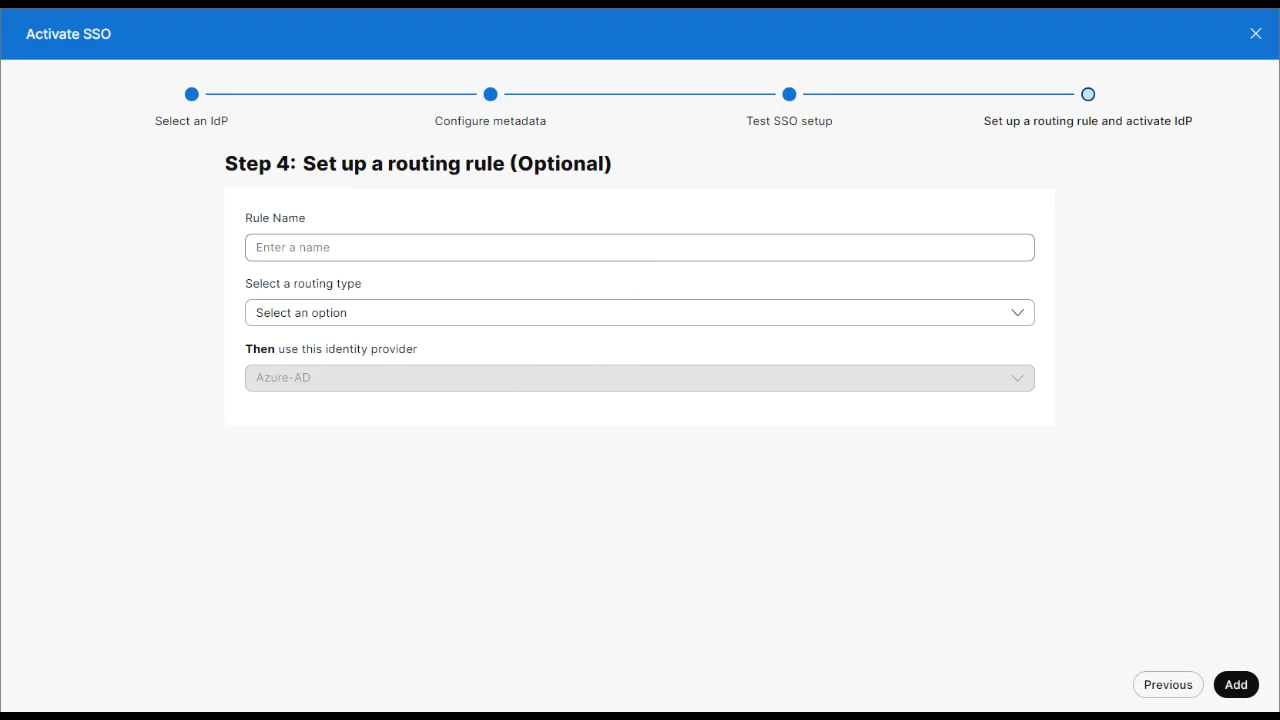 Activate SSO
Select an IdP
Configure metadata
Test SSO setup
Set up a routing rule and activate IdP
Step 4: Set up a routing rule (Optional)
Rule Name
Enter a name
Select a routing type
Select an option
Then use this identity provider
Azure-AD
Previous
Add